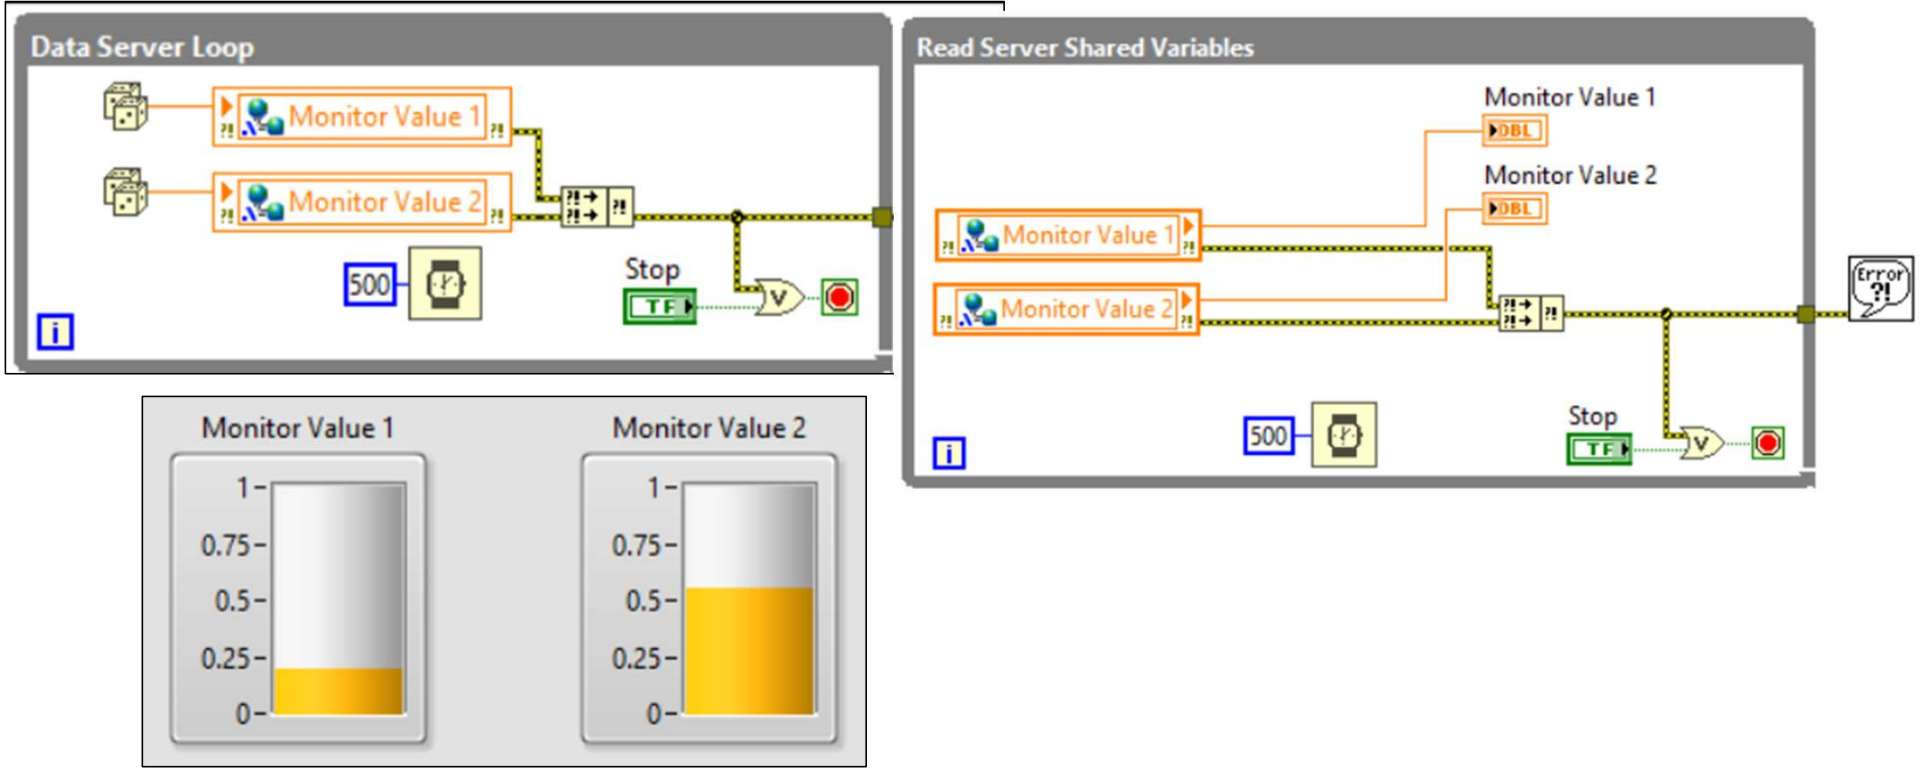 Data Server Loop
?! Monitor Value 1 ?!
?! Monitor Value 2 ?!
?! ?! ?!
500
Stop
TF
V
i
Read Server Shared Variables
Monitor Value 1
DBL
Monitor Value 2
DBL
?! Monitor Value 1 ?!
?! Monitor Value 2 ?!
?! ?! ?!
Error
?!
500
Stop
TF
V
i
Monitor Value 1
1
0.75
0.5
0.25
0
Monitor Value 2
1
0.75
0.5
0.25
0